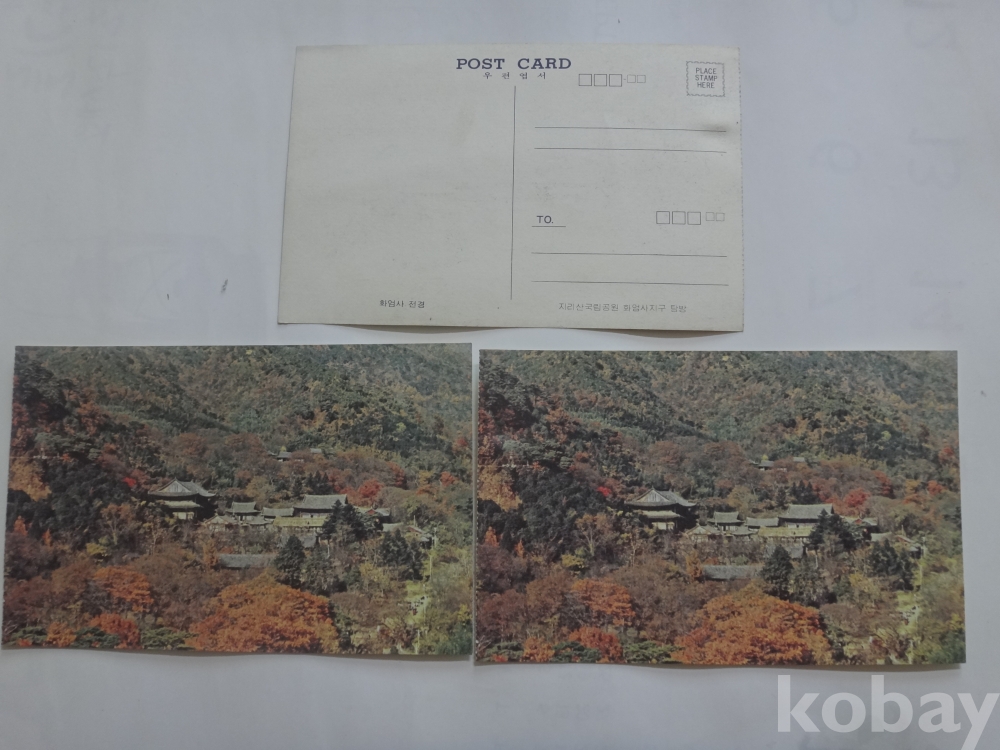 POST CARD
우 편 엽 서
PLACE
STAMP
HERE
TO.
화엄사 전경
지리산국립공원 화엄사지구 탐방
kobay